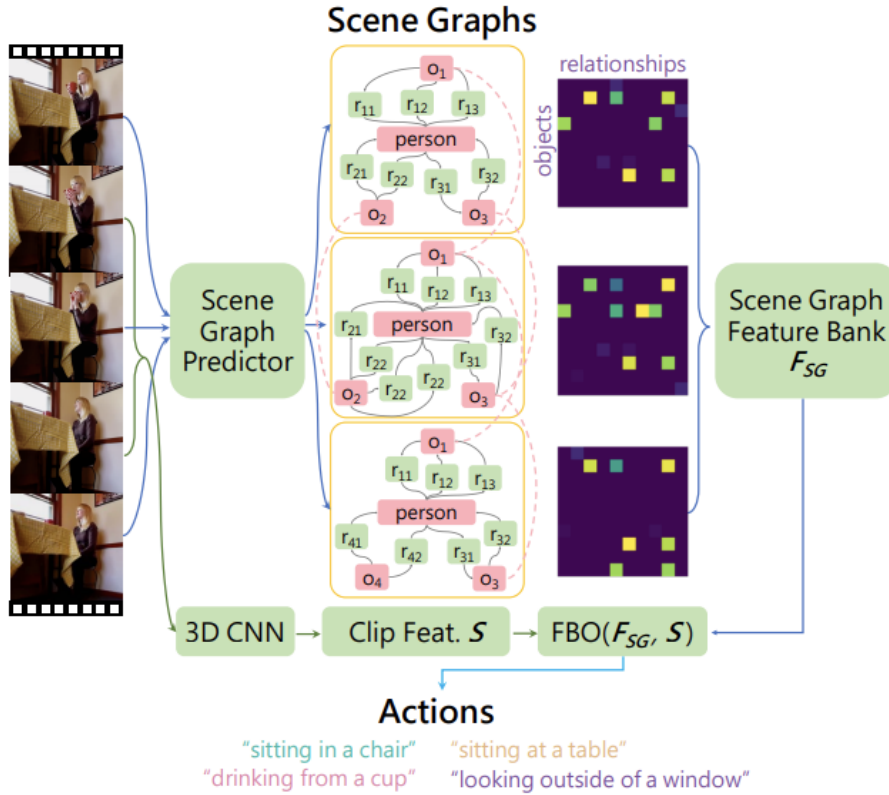 Scene Graphs
relationships
objects
o₁
r₁₁
r₁₂
r₁₃
person
r₂₁
r₂₂
r₃₁
r₃₂
o₂
o₃
o₁
r₁₁
r₁₂
r₁₃
r₂₁
person
r₃₂
r₂₂
r₃₁
r₂₂
r₂₂
o₂
o₃
o₁
r₁₁
r₁₂
r₁₃
person
r₄₁
r₄₂
r₃₁
r₃₂
o₄
o₃
Scene
Graph
Predictor
Scene Graph
Feature Bank
F_SG
3D CNN
Clip Feat. S
FBO(F_SG, S)
Actions
"sitting in a chair" "sitting at a table"
"drinking from a cup" "looking outside of a window"